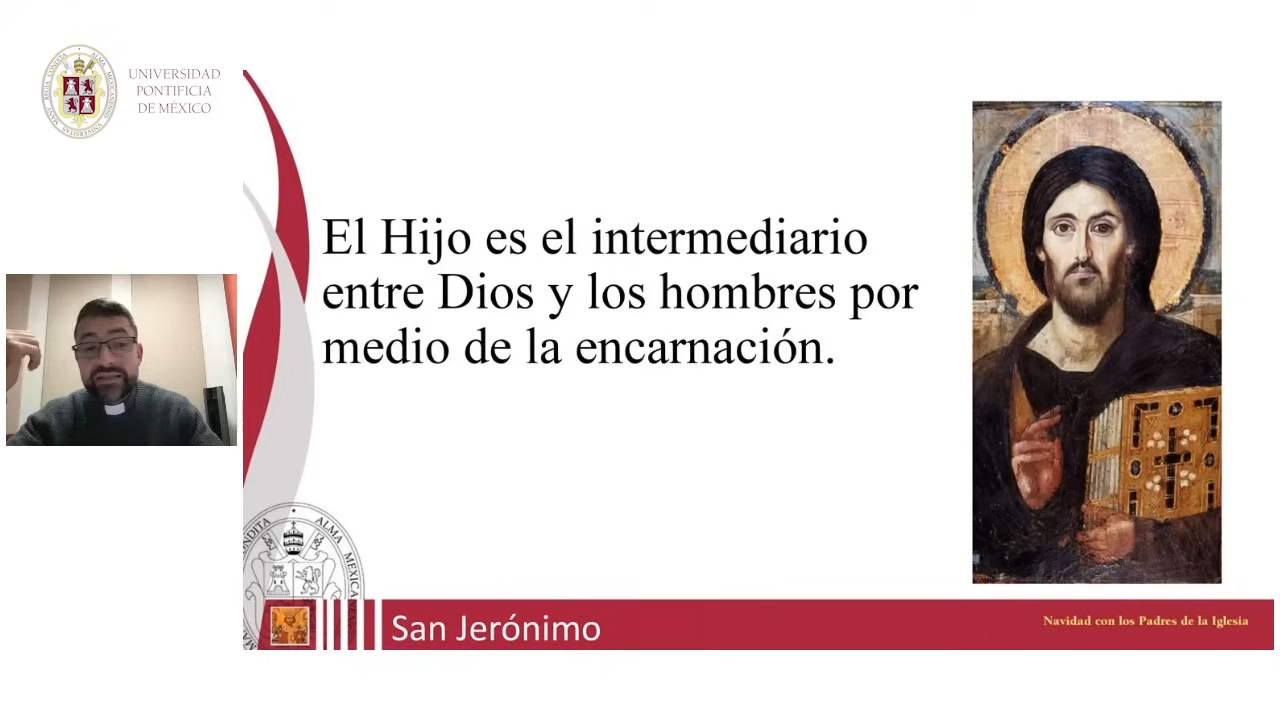 UNIVERSIDAD
PONTIFICIA
DE MÉXICO
El Hijo es el intermediario
entre Dios y los hombres por
medio de la encarnación.
San Jerónimo
Navidad con los Padres de la Iglesia